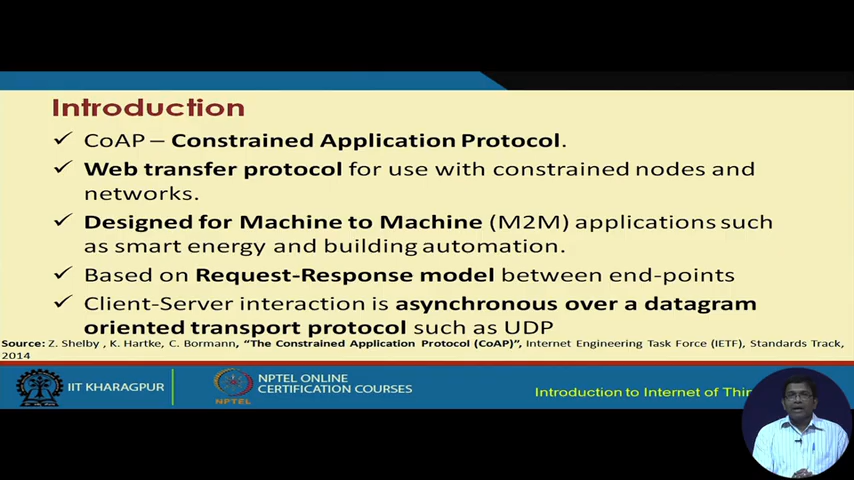 Introduction
✓ CoAP – Constrained Application Protocol.
✓ Web transfer protocol for use with constrained nodes and
networks.
✓ Designed for Machine to Machine (M2M) applications such
as smart energy and building automation.
✓ Based on Request-Response model between end-points
✓ Client-Server interaction is asynchronous over a datagram
oriented transport protocol such as UDP
Source: Z. Shelby , K. Hartke, C. Bormann, “The Constrained Application Protocol (CoAP)”, Internet Engineering Task Force (IETF), Standards Track,
2014
IIT KHARAGPUR
NPTEL ONLINE
CERTIFICATION COURSES
NPTEL
Introduction to Internet of Thin